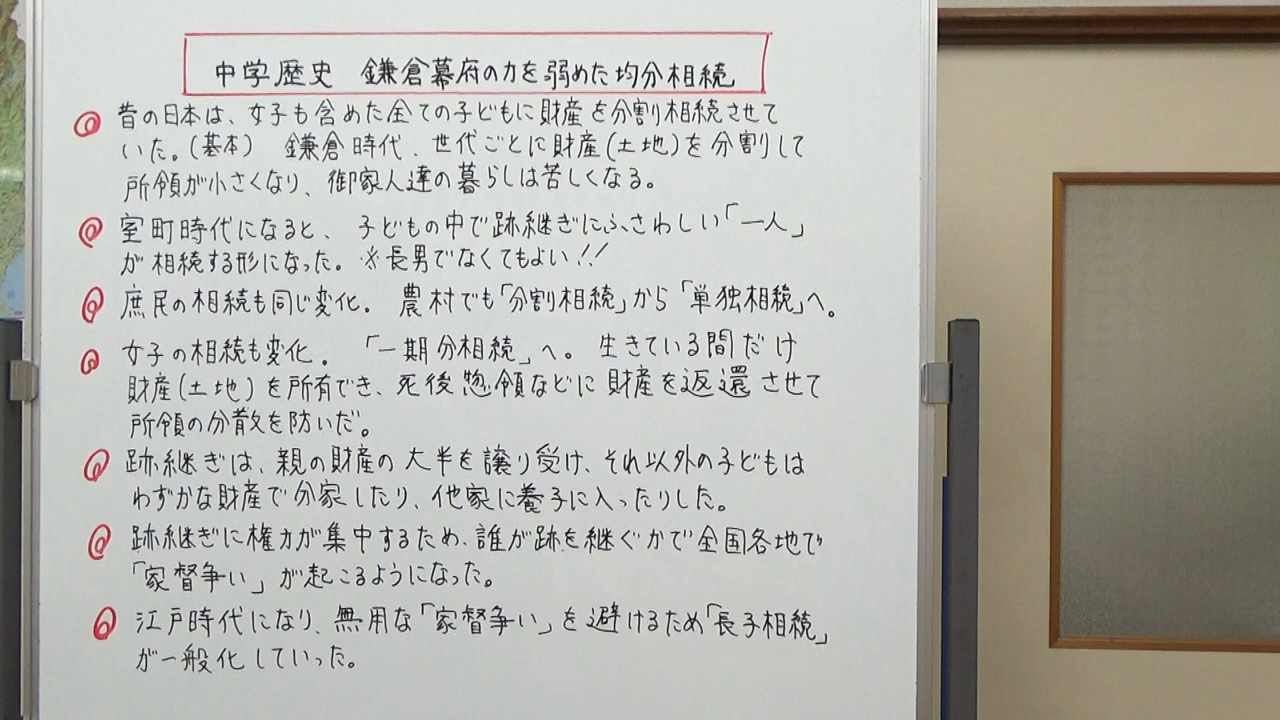 中学歴史 鎌倉幕府の力を弱めた均分相続
昔の日本は、女子も含めた全ての子どもに財産を分割相続させて
いた。(基本) 鎌倉時代、世代ごとに財産(土地)を分割して
所領が小さくなり、御家人達の暮らしは苦しくなる。
室町時代になると、子どもの中で跡継ぎにふさわしい「一人」
が相続する形になった。※長男でなくてもよい!!
庶民の相続も同じ変化。農村でも「分割相続」から「単独相続」へ。
女子の相続も変化。「一期分相続」へ。生きている間だけ
財産(土地)を所有でき、死後惣領などに財産を返還させて
所領の分散を防いだ。
跡継ぎは、親の財産の大半を譲り受け、それ以外の子どもは
わずかな財産で分家したり、他家に養子に入ったりした。
跡継ぎに権力が集中するため、誰が跡を継ぐかで全国各地で
「家督争い」が起こるようになった。
江戸時代になり、無用な「家督争い」を避けるため「長子相続」
が一般化していった。